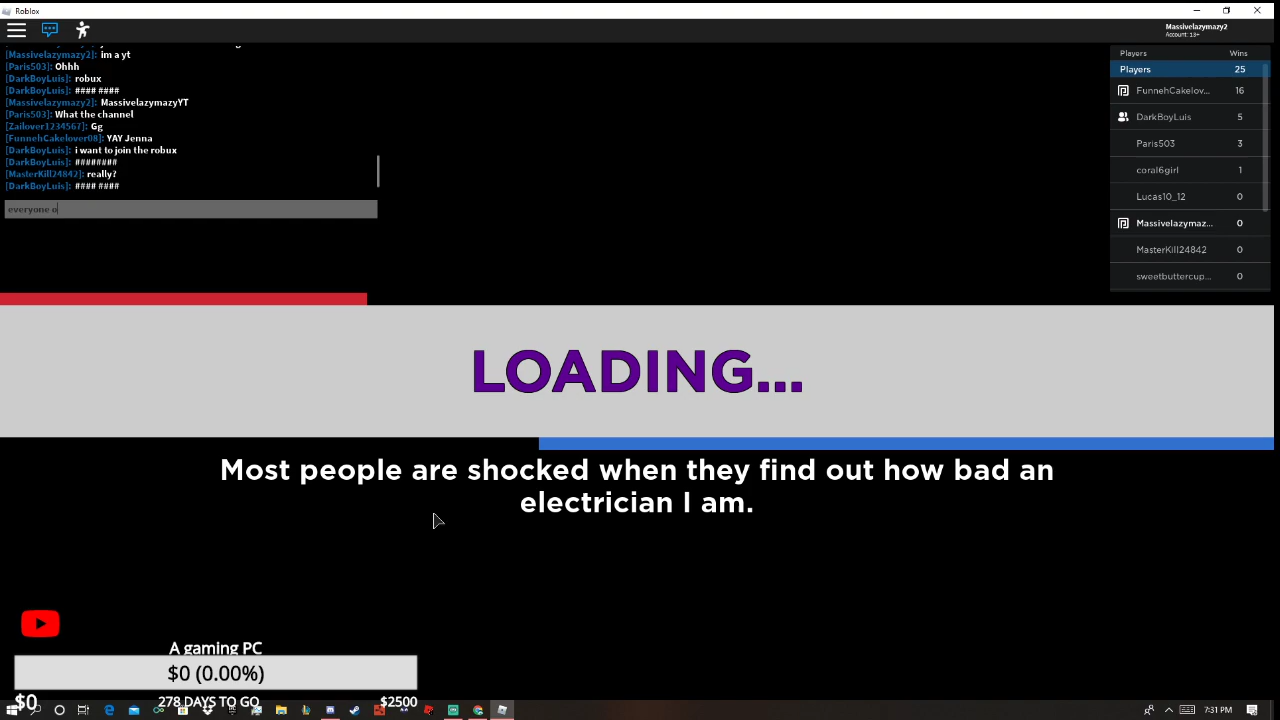 Roblox
Massivelazymazy2
Account: 13+
[Massivelazymazy2]: im a yt
[Paris503]: Ohhh
[DarkBoyLuis]: robux
[DarkBoyLuis]: #### ####
[Massivelazymazy2]: MassivelazymazyYT
[Paris503]: What the channel
[Zailover1234567]: Gg
[FunnehCakelover08]: YAY Jenna
[DarkBoyLuis]: i want to join the robux
[DarkBoyLuis]: ########
[MasterKill24842]: really?
[DarkBoyLuis]: #### ####
everyone o
Players Wins
Players 25
FunnehCakelov... 16
DarkBoyLuis 5
Paris503 3
coral6girl 1
Lucas10_12 0
Massivelazymaz... 0
MasterKill24842 0
sweetbuttercup... 0
LOADING...
Most people are shocked when they find out how bad an
electrician I am.
A gaming PC
$0 (0.00%)
$0 278 DAYS TO GO $2500
7:31 PM